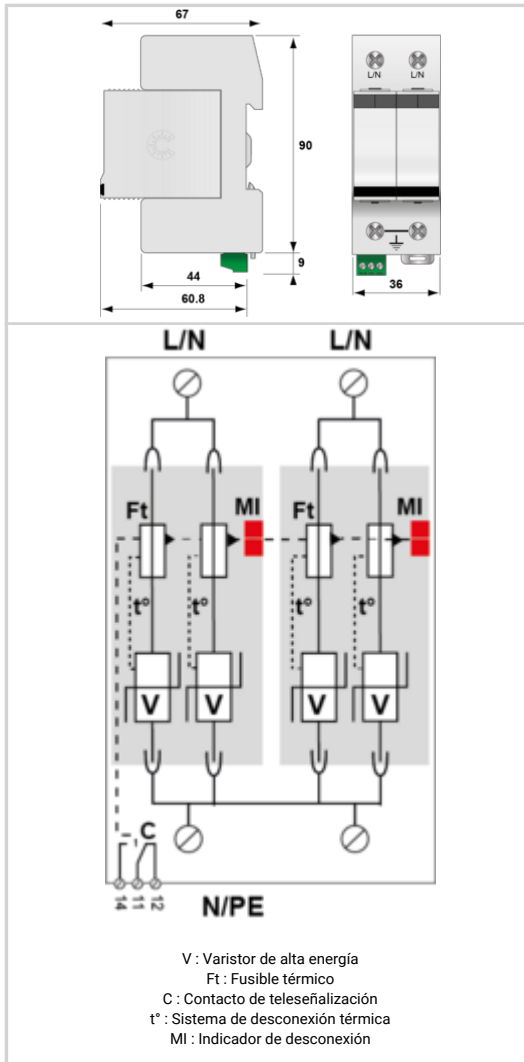 67
L/N L/N
90
9
44
60.8
36
L/N L/N
Ft MI Ft MI
t° t° t° t°
V V V V
C
14 11 12
N/PE
V : Varistor de alta energía
Ft : Fusible térmico
C : Contacto de teleseñalización
t° : Sistema de desconexión térmica
MI : Indicador de desconexión